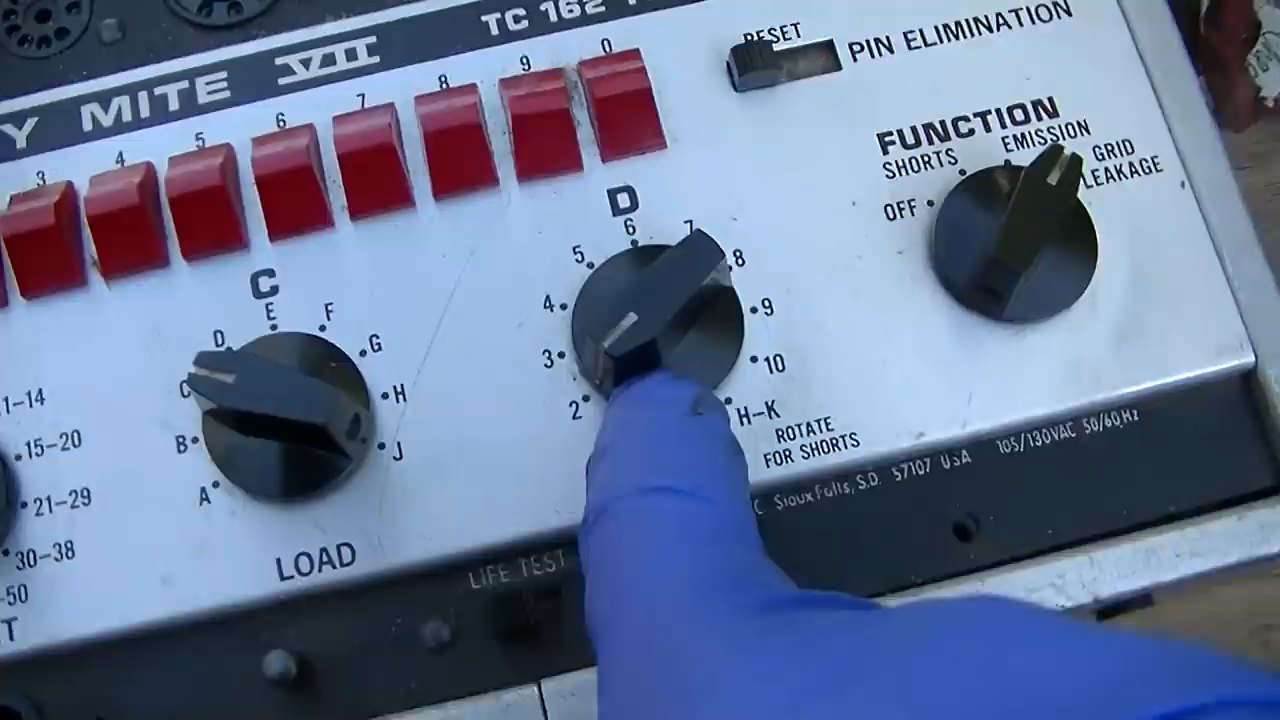 Y MITE VII
TC 162
3 4 5 6 7 8 9 0
RESET
PIN ELIMINATION
FUNCTION
OFF SHORTS EMISSION GRID
LEAKAGE
D
2 3 4 5 6 7 8 9 10 H-K
ROTATE
FOR SHORTS
C
A B C D E F G H J
LOAD
1-14
15-20
21-29
30-38
-50
T
LIFE TEST
C Sioux Falls, S.D. 57107 USA 105/130VAC 50/60Hz